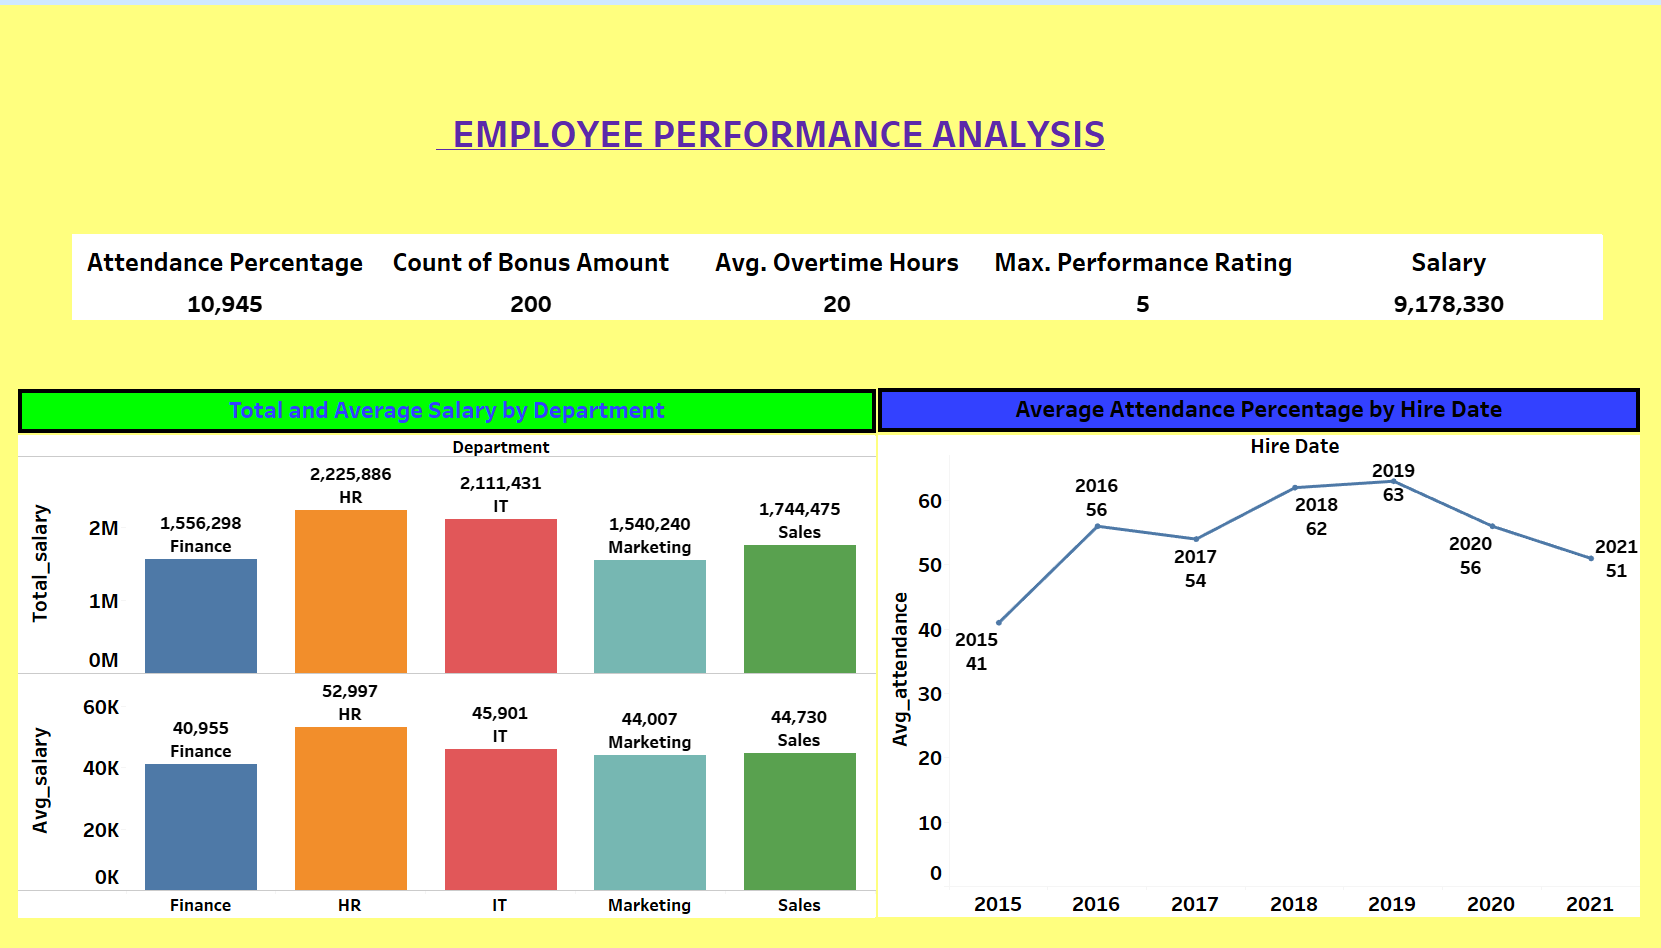 EMPLOYEE PERFORMANCE ANALYSIS
Attendance Percentage Count of Bonus Amount Avg. Overtime Hours Max. Performance Rating Salary
10,945 200 20 5 9,178,330
Total and Average Salary by Department
Department
Total_salary
2M
1M
0M
1,556,298
Finance
2,225,886
HR
2,111,431
IT
1,540,240
Marketing
1,744,475
Sales
Avg_salary
60K
40K
20K
0K
40,955
Finance
52,997
HR
45,901
IT
44,007
Marketing
44,730
Sales
Finance HR IT Marketing Sales
Average Attendance Percentage by Hire Date
Hire Date
Avg_attendance
60
50
40
30
20
10
0
2015
41
2016
56
2017
54
2018
62
2019
63
2020
56
2021
51
2015 2016 2017 2018 2019 2020 2021